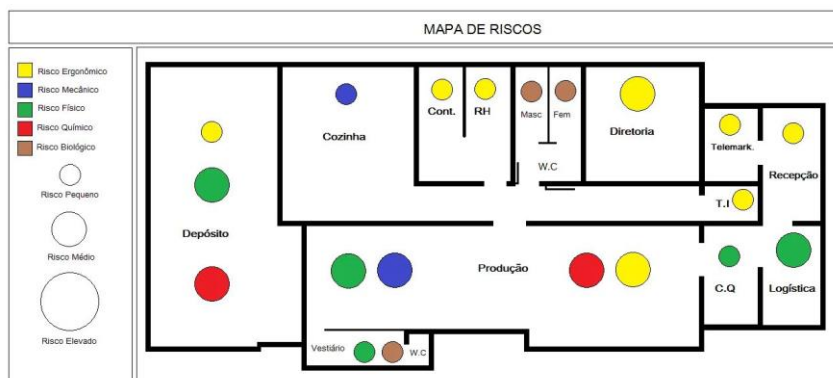 MAPA DE RISCOS
Risco Ergonômico
Risco Mecânico
Risco Físico
Risco Químico
Risco Biológico
Risco Pequeno
Risco Médio
Risco Elevado
Cozinha
Cont.
RH
Masc
Fem
W.C
Diretoria
Telemark.
Recepção
T.I
Depósito
Produção
C.Q
Logística
Vestiário
W.C